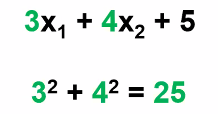 3x₁ + 4x₂ + 5
3² + 4² = 25